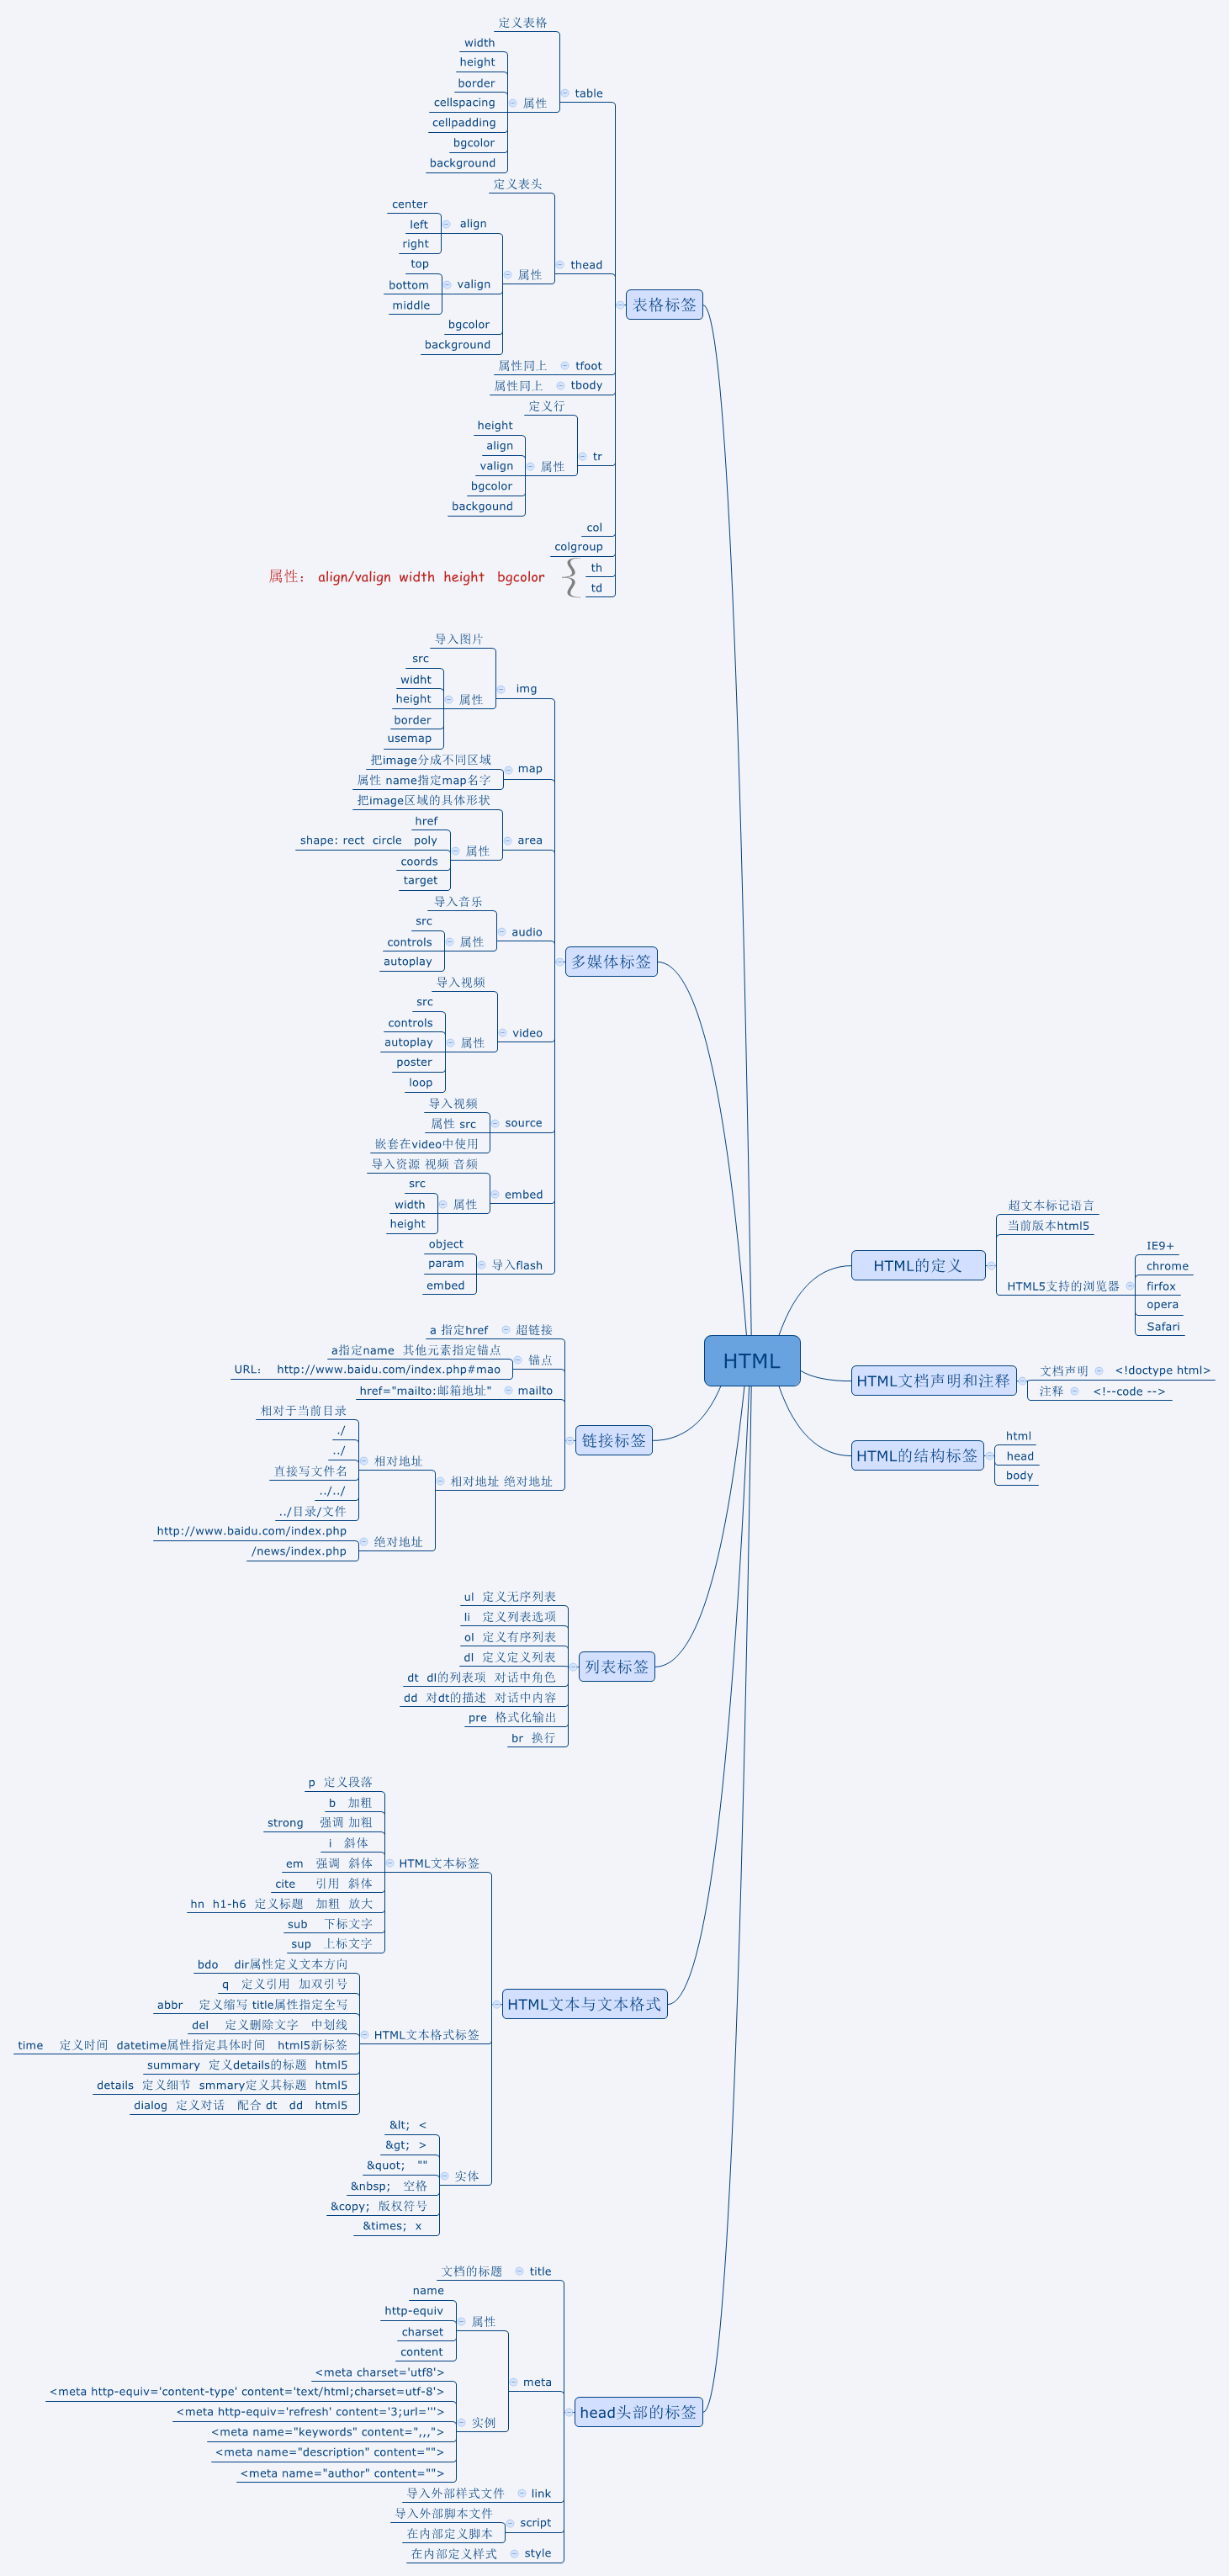 HTML
HTML的定义
超文本标记语言
当前版本html5
HTML5支持的浏览器
IE9+
chrome
firfox
opera
Safari
HTML文档声明和注释
文档声明 <!doctype html>
注释 <!--code -->
HTML的结构标签
html
head
body
表格标签
table
定义表格
属性
width
height
border
cellspacing
cellpadding
bgcolor
background
thead
定义表头
属性
align
center
left
right
valign
top
bottom
middle
bgcolor
background
属性同上 tfoot
属性同上 tbody
tr
定义行
属性
height
align
valign
bgcolor
backgound
col
colgroup
th
td
属性： align/valign width height bgcolor
多媒体标签
img
导入图片
属性
src
widht
height
border
usemap
map
把image分成不同区域
属性 name指定map名字
area
把image区域的具体形状
属性
href
shape: rect circle poly
coords
target
audio
导入音乐
属性
src
controls
autoplay
video
导入视频
属性
src
controls
autoplay
poster
loop
source
导入视频
属性 src
嵌套在video中使用
embed
导入资源 视频 音频
属性
src
width
height
导入flash
object
param
embed
链接标签
a 指定href 超链接
锚点
a指定name 其他元素指定锚点
URL： http://www.baidu.com/index.php#mao
href="mailto:邮箱地址" mailto
相对地址 绝对地址
相对地址
相对于当前目录
./
../
直接写文件名
../../
../目录/文件
绝对地址
http://www.baidu.com/index.php
/news/index.php
列表标签
ul 定义无序列表
li 定义列表选项
ol 定义有序列表
dl 定义定义列表
dt dl的列表项 对话中角色
dd 对dt的描述 对话中内容
pre 格式化输出
br 换行
HTML文本与文本格式
HTML文本标签
p 定义段落
b 加粗
strong 强调 加粗
i 斜体
em 强调 斜体
cite 引用 斜体
hn h1-h6 定义标题 加粗 放大
sub 下标文字
sup 上标文字
HTML文本格式标签
bdo dir属性定义文本方向
q 定义引用 加双引号
abbr 定义缩写 title属性指定全写
del 定义删除文字 中划线
time 定义时间 datetime属性指定具体时间 html5新标签
summary 定义details的标题 html5
details 定义细节 smmary定义其标题 html5
dialog 定义对话 配合 dt dd html5
实体
&lt; <
&gt; >
&quot; ""
&nbsp; 空格
&copy; 版权符号
&times; x
head头部的标签
文档的标题 title
meta
属性
name
http-equiv
charset
content
实例
<meta charset='utf8'>
<meta http-equiv='content-type' content='text/html;charset=utf-8'>
<meta http-equiv='refresh' content='3;url='''>
<meta name="keywords" content=",,,">
<meta name="description" content="">
<meta name="author" content="">
导入外部样式文件 link
script
导入外部脚本文件
在内部定义脚本
在内部定义样式 style